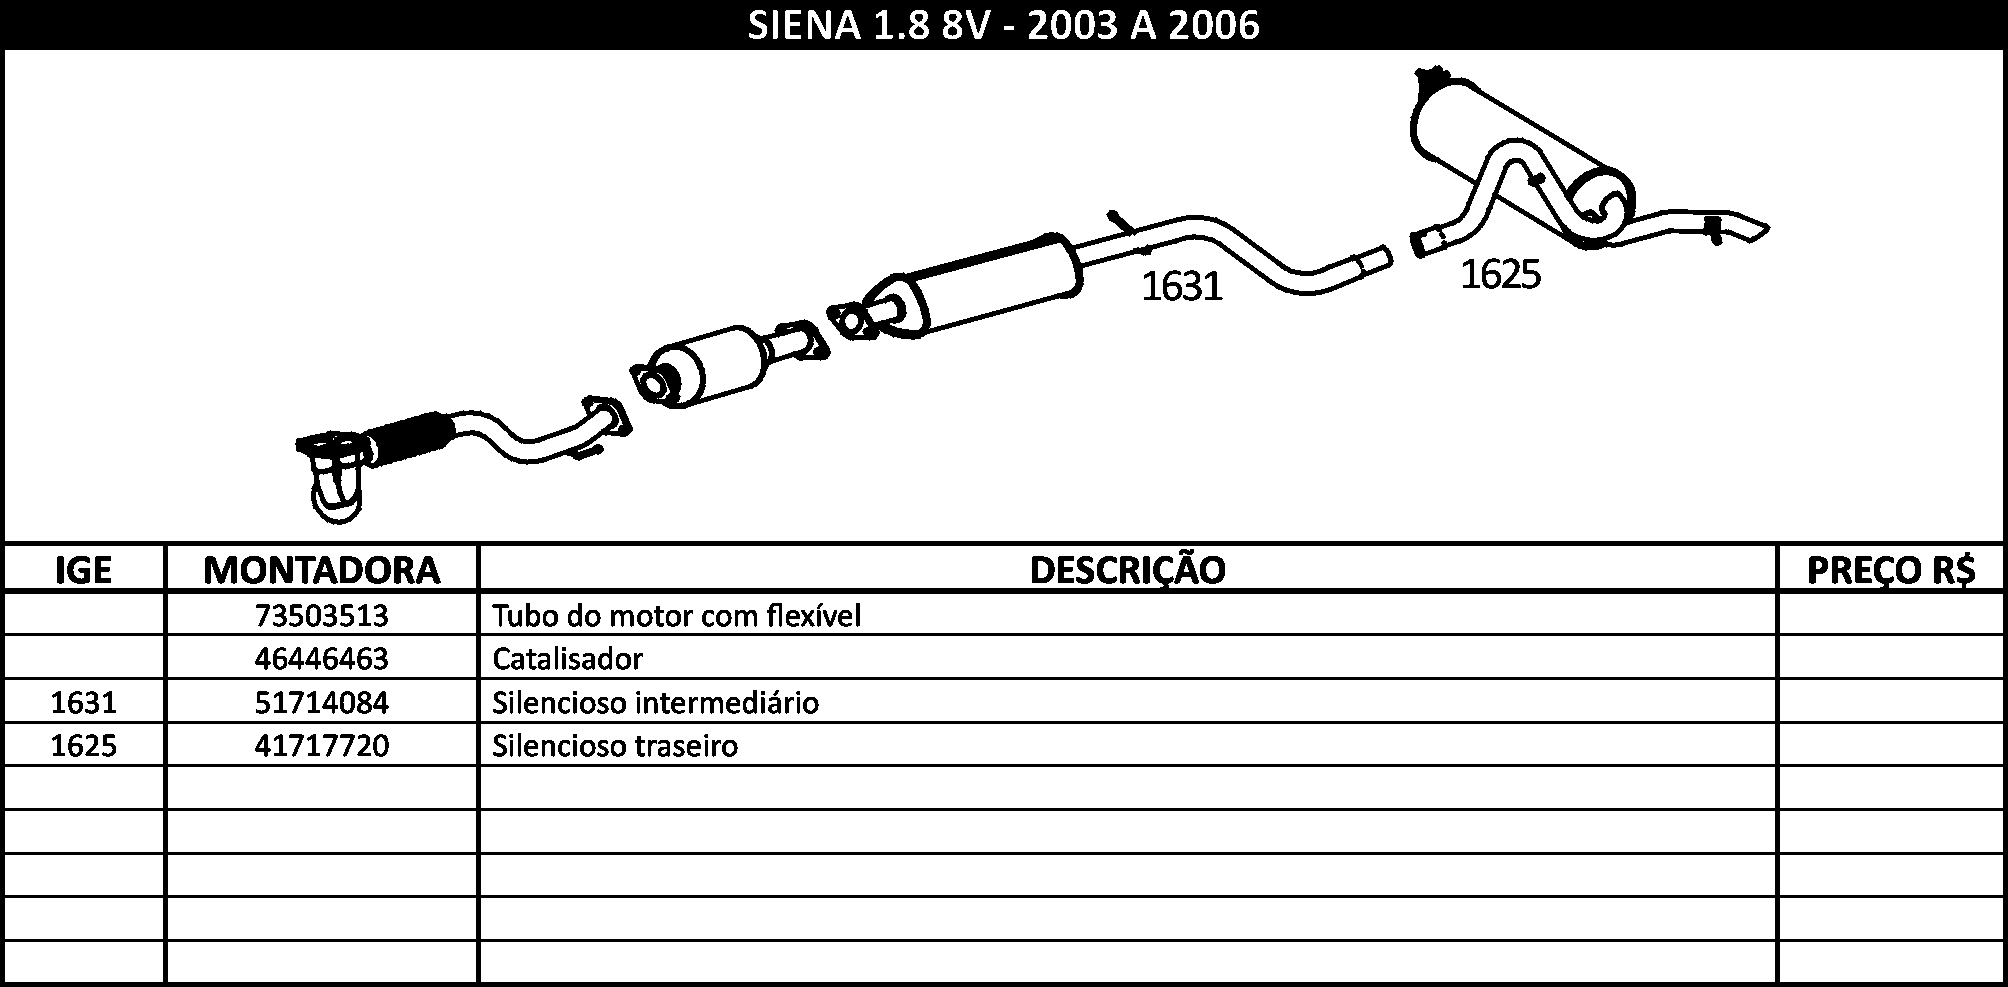 SIENA 1.8 8V - 2003 A 2006
1631
1625
IGE MONTADORA DESCRIÇÃO PREÇO R$
73503513 Tubo do motor com flexível
46446463 Catalisador
1631 51714084 Silencioso intermediário
1625 41717720 Silencioso traseiro